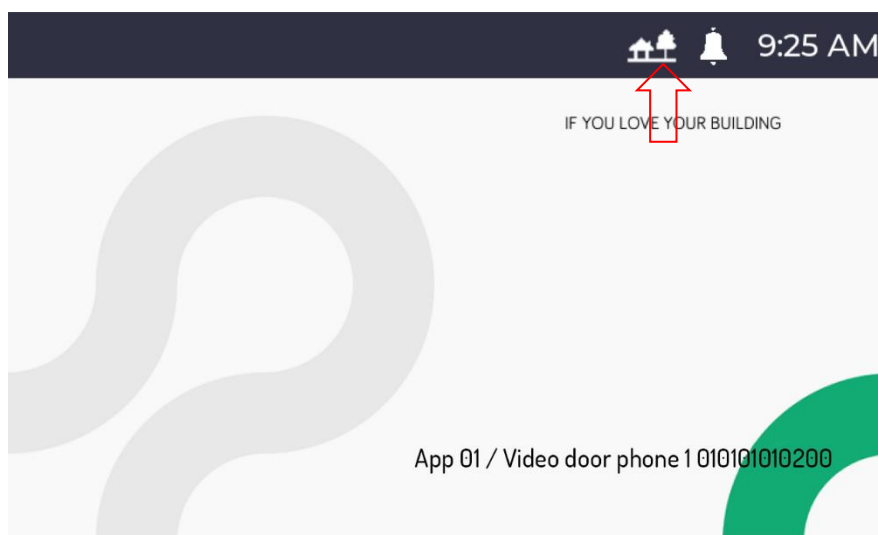 9:25 AM
IF YOU LOVE YOUR BUILDING
App 01 / Video door phone 1 010101010200